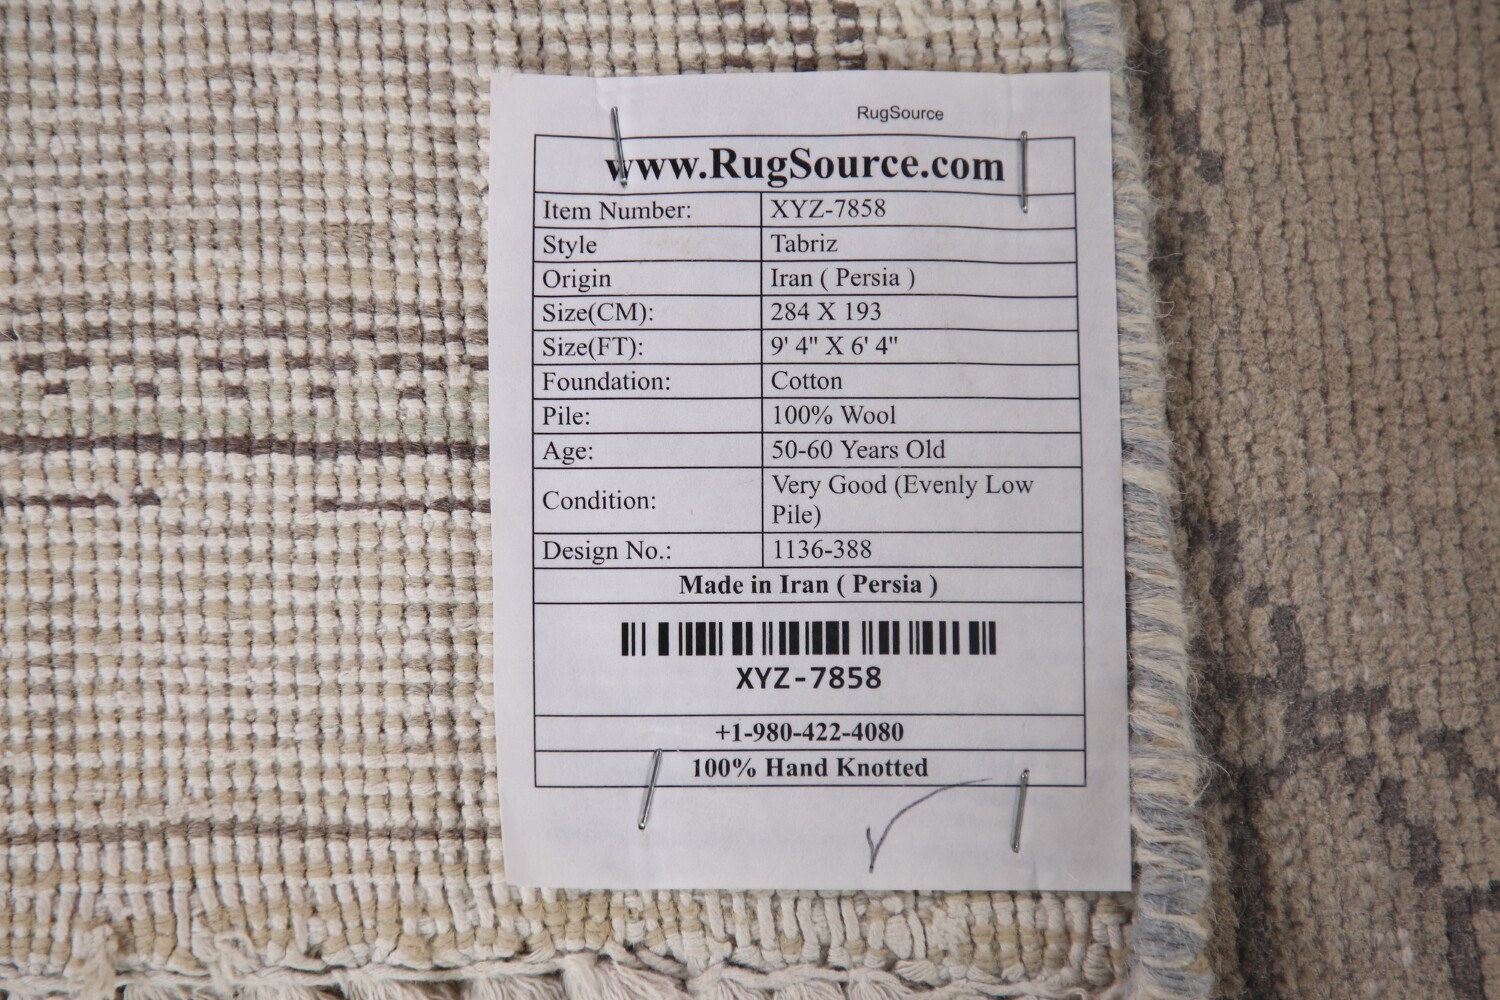 RugSource
www.RugSource.com
Item Number: XYZ-7858
Style Tabriz
Origin Iran ( Persia )
Size(CM): 284 X 193
Size(FT): 9' 4" X 6' 4"
Foundation: Cotton
Pile: 100% Wool
Age: 50-60 Years Old
Condition: Very Good (Evenly Low
Pile)
Design No.: 1136-388
Made in Iran ( Persia )
XYZ-7858
+1-980-422-4080
100% Hand Knotted